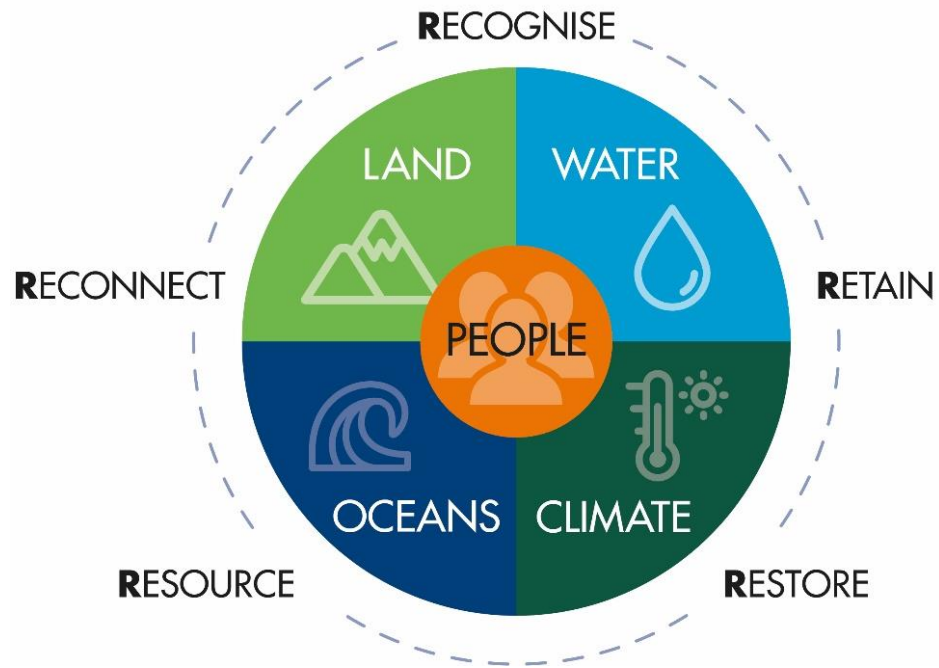 RECOGNISE
LAND
WATER
RECONNECT
RETAIN
PEOPLE
OCEANS
CLIMATE
RESOURCE
RESTORE